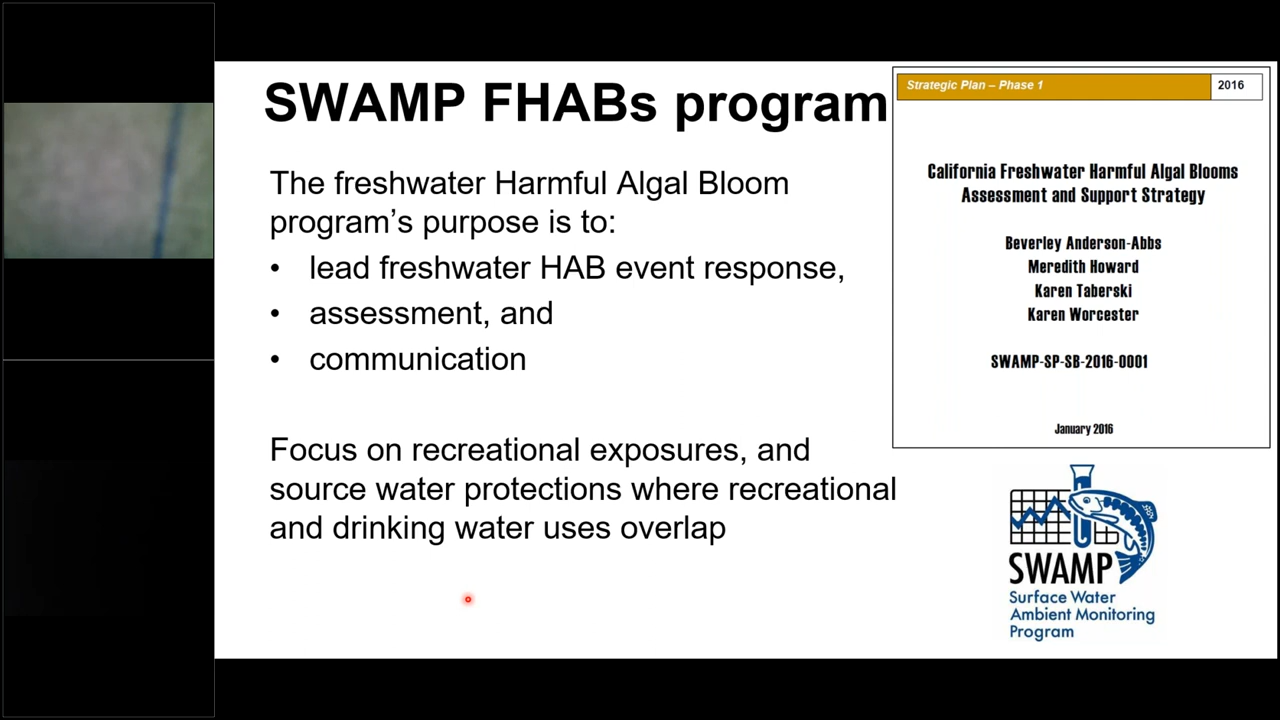 SWAMP FHABs program
The freshwater Harmful Algal Bloom
program’s purpose is to:
• lead freshwater HAB event response,
• assessment, and
• communication
Focus on recreational exposures, and
source water protections where recreational
and drinking water uses overlap
Strategic Plan – Phase 1
2016
California Freshwater Harmful Algal Blooms
Assessment and Support Strategy
Beverley Anderson-Abbs
Meredith Howard
Karen Taberski
Karen Worcester
SWAMP-SP-SB-2016-0001
January 2016
SWAMP
Surface Water
Ambient Monitoring
Program